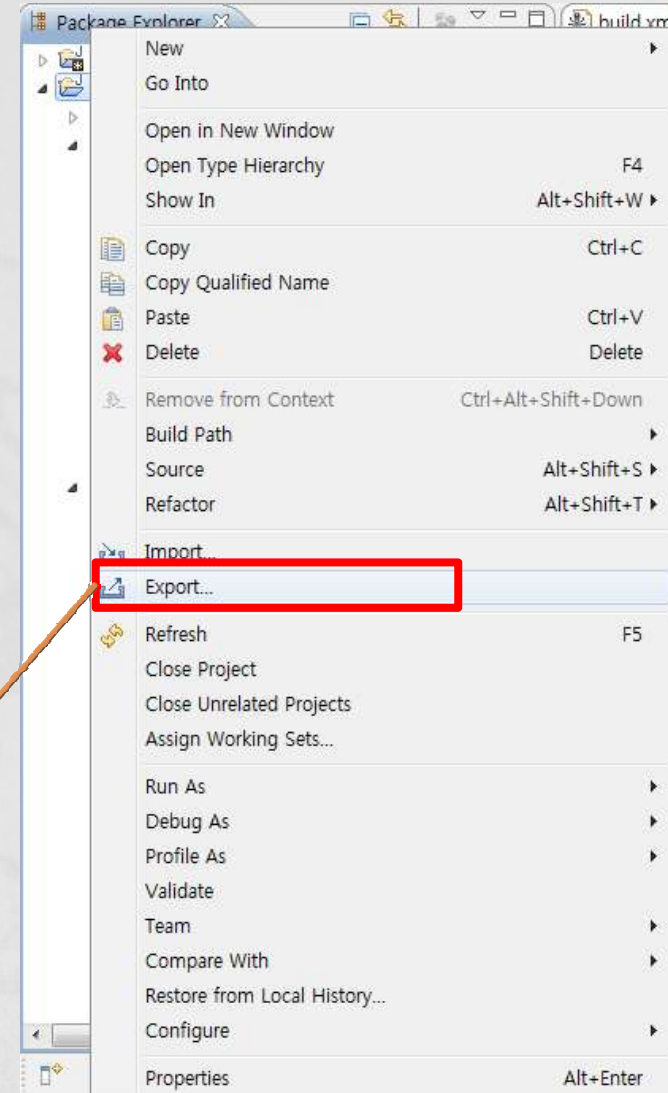 Package Explorer
build.xm
New
Go Into
Open in New Window
Open Type Hierarchy F4
Show In Alt+Shift+W
Copy Ctrl+C
Copy Qualified Name
Paste Ctrl+V
Delete Delete
Remove from Context Ctrl+Alt+Shift+Down
Build Path
Source Alt+Shift+S
Refactor Alt+Shift+T
Import...
Export...
Refresh F5
Close Project
Close Unrelated Projects
Assign Working Sets...
Run As
Debug As
Profile As
Validate
Team
Compare With
Restore from Local History...
Configure
Properties Alt+Enter